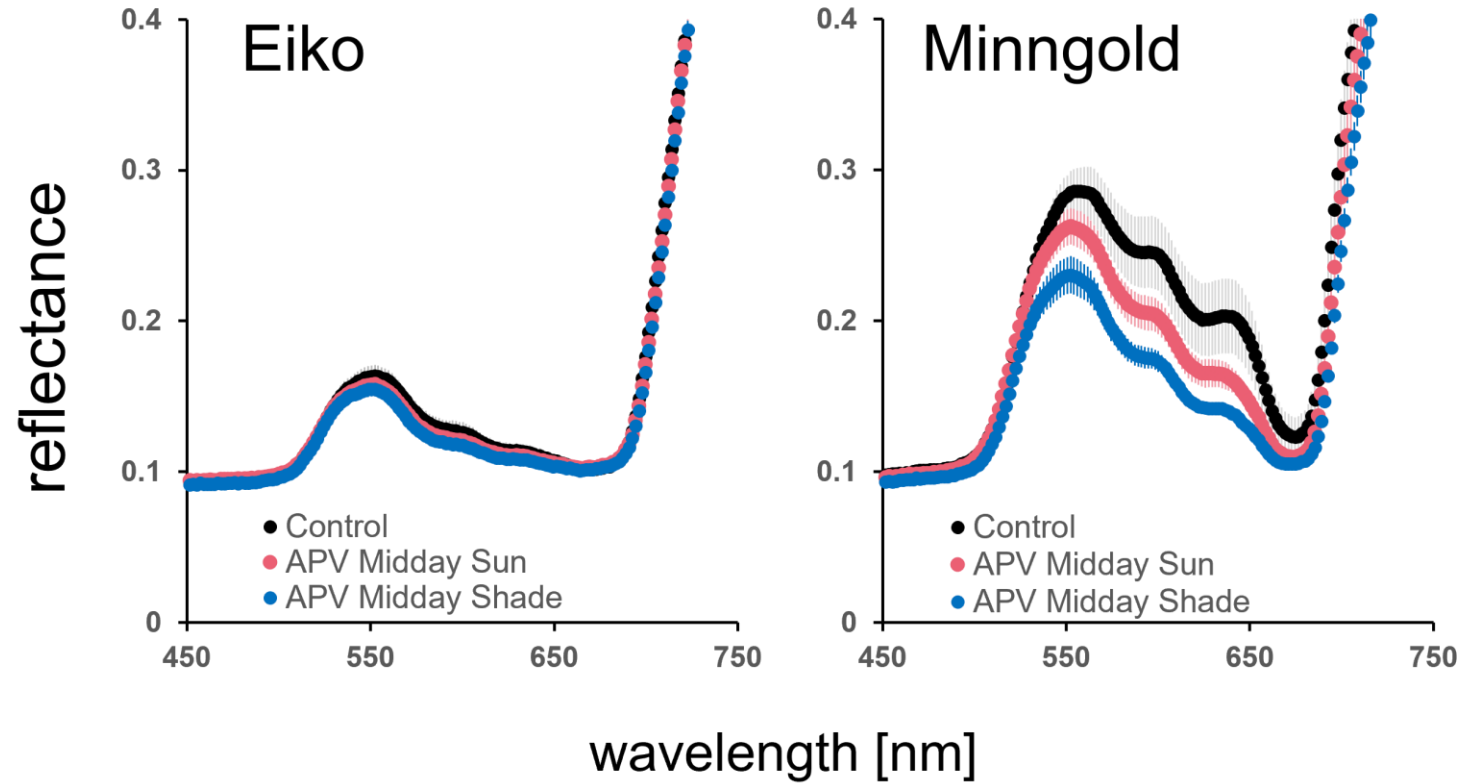 Eiko
Minngold
reflectance
0.4
0.3
0.2
0.1
0
450
550
650
750
Control
APV Midday Sun
APV Midday Shade
0.4
0.3
0.2
0.1
0
450
550
650
750
Control
APV Midday Sun
APV Midday Shade
wavelength [nm]